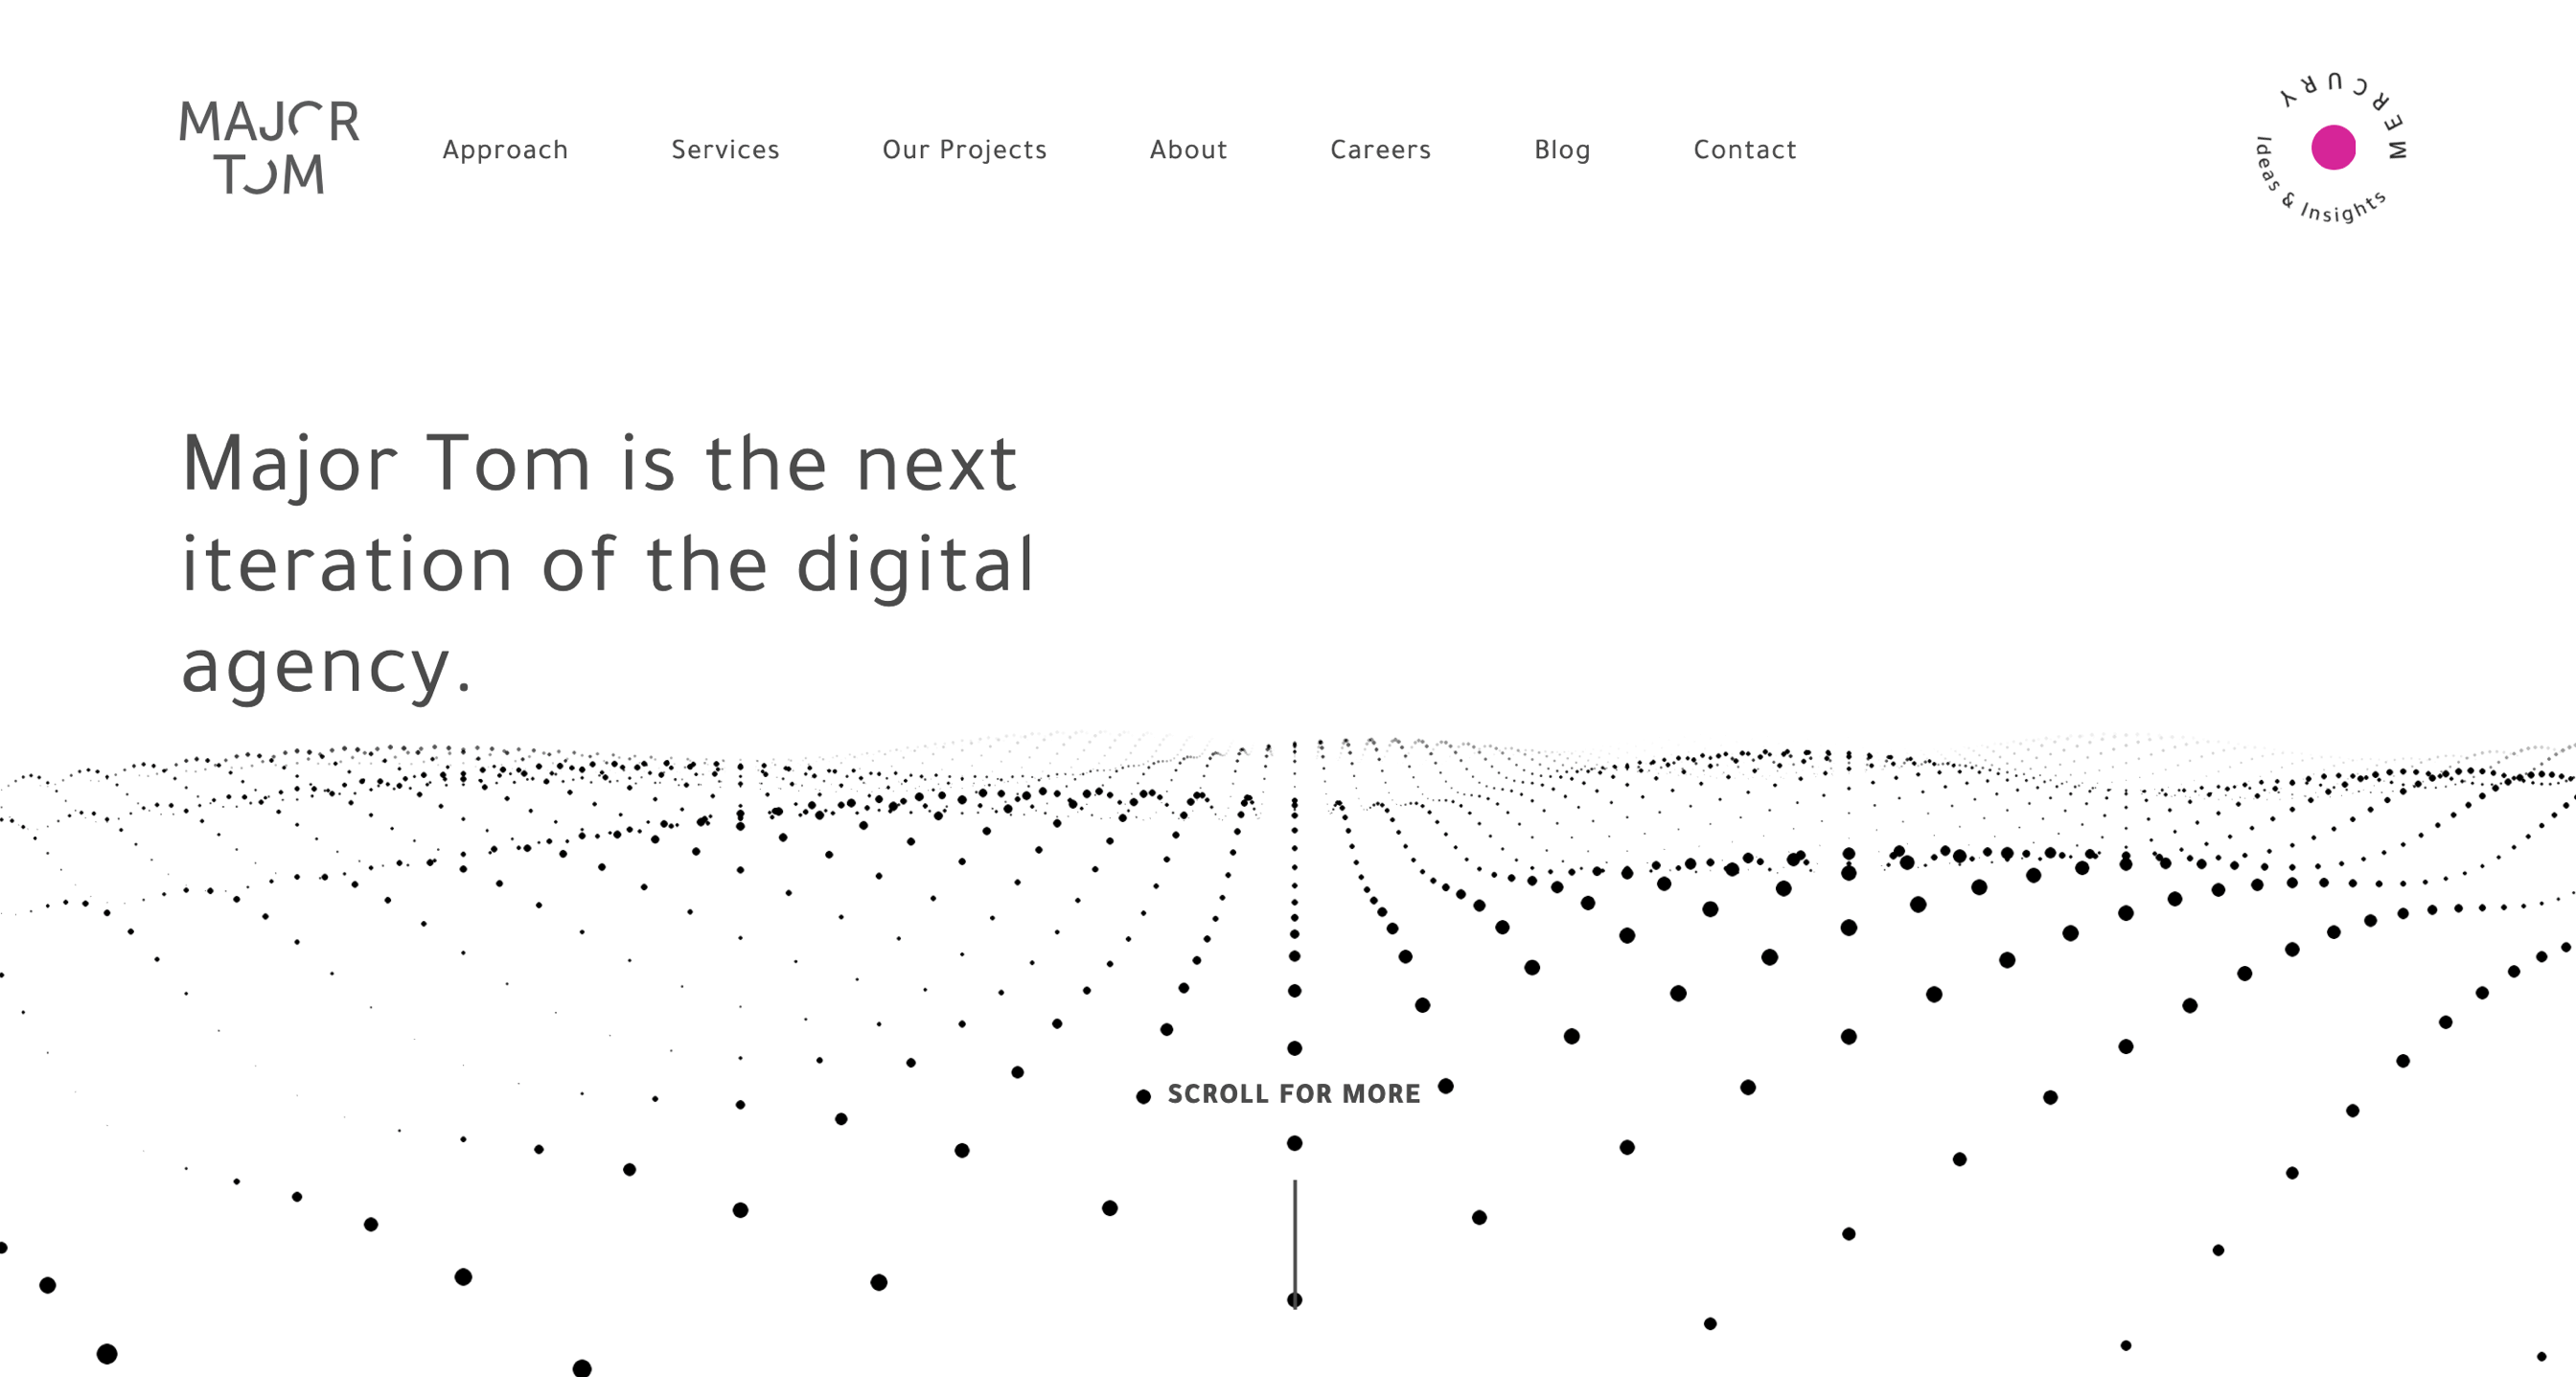 MAJOR
TOM
Approach
Services
Our Projects
About
Careers
Blog
Contact
MERCURY
Ideas & Insights
Major Tom is the next
iteration of the digital
agency.
SCROLL FOR MORE